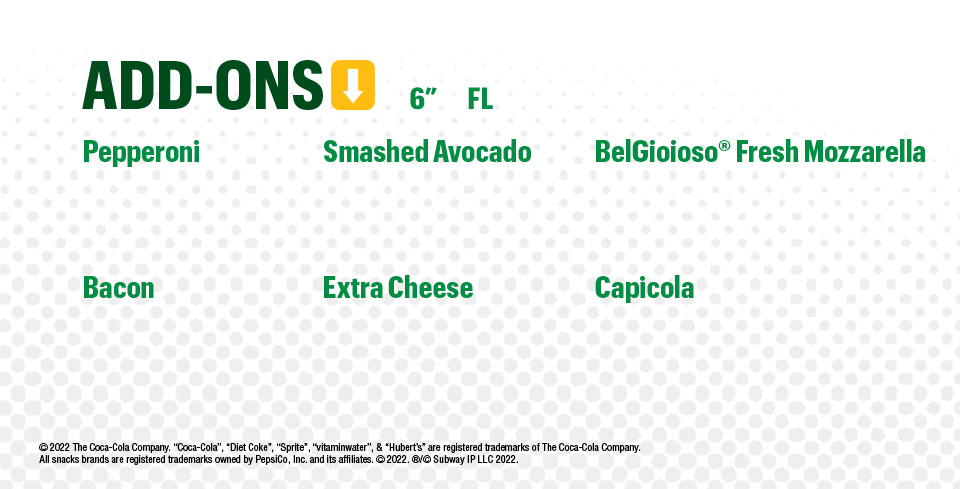 ADD-ONS 6” FL
Pepperoni Smashed Avocado BelGioioso® Fresh Mozzarella
Bacon Extra Cheese Capicola
© 2022 The Coca-Cola Company. “Coca-Cola”, “Diet Coke”, “Sprite”, “vitaminwater”, & “Hubert’s” are registered trademarks of The Coca-Cola Company.
All snacks brands are registered trademarks owned by PepsiCo, Inc. and its affiliates. © 2022. ®/© Subway IP LLC 2022.